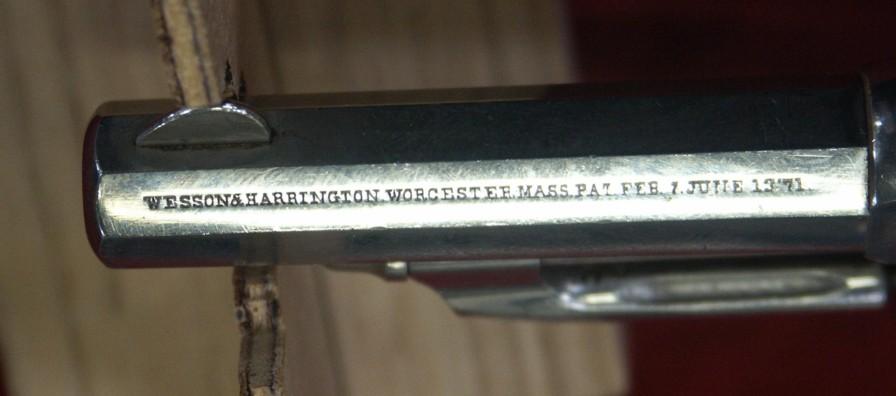 WESSON&HARRINGTON.WORCESTER.MASS.PAT. FEB. 7. JUNE 13'71.